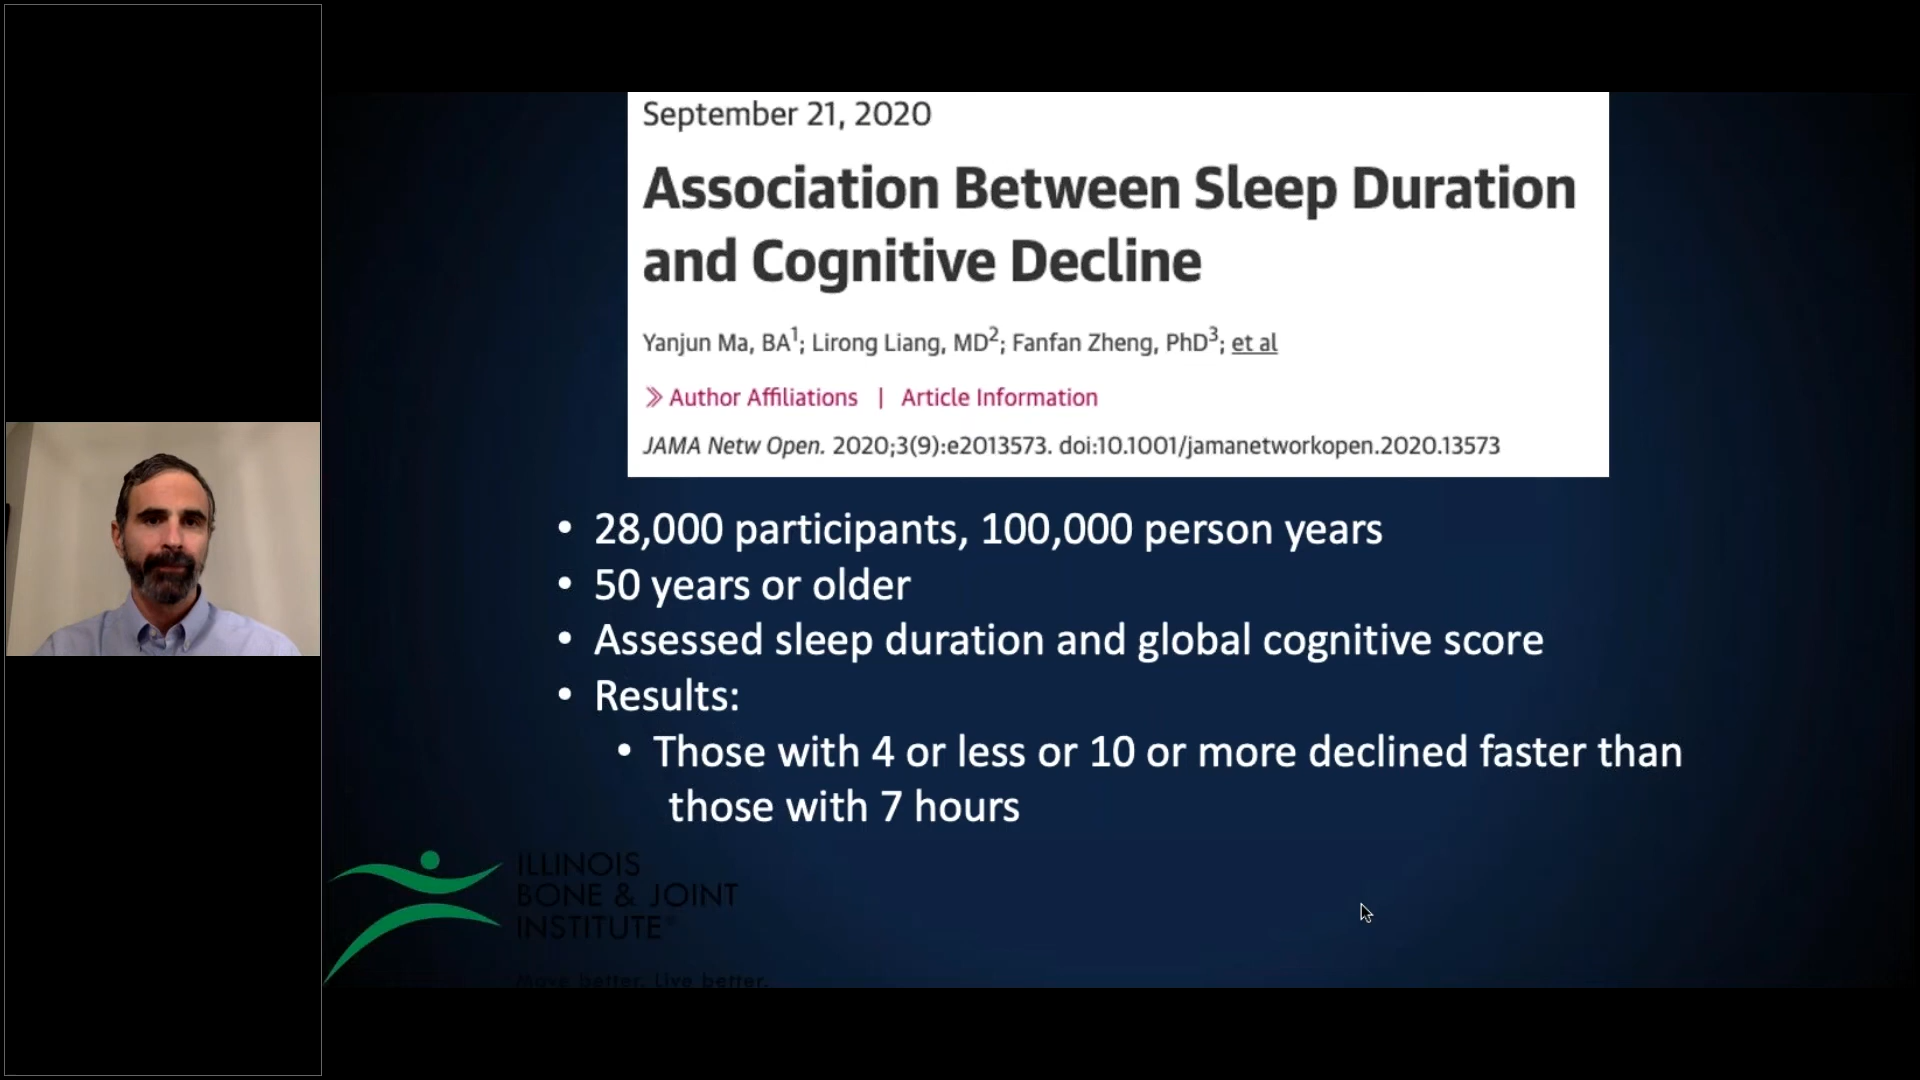 September 21, 2020
Association Between Sleep Duration
and Cognitive Decline
Yanjun Ma, BA1; Lirong Liang, MD2; Fanfan Zheng, PhD3; et al
» Author Affiliations | Article Information
JAMA Netw Open. 2020;3(9):e2013573. doi:10.1001/jamanetworkopen.2020.13573
• 28,000 participants, 100,000 person years
• 50 years or older
• Assessed sleep duration and global cognitive score
• Results:
• Those with 4 or less or 10 or more declined faster than
those with 7 hours
ILLINOIS
BONE & JOINT
INSTITUTE®
Move better. Live better.